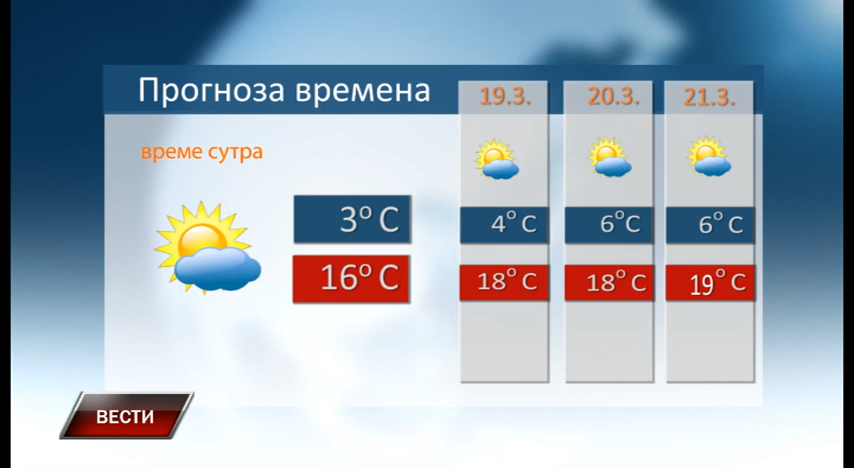 Прогноза времена
време сутра
3° C
16° C
19.3.
4° C
18° C
20.3.
6°C
18° C
21.3.
6° C
19° C
ВЕСТИ